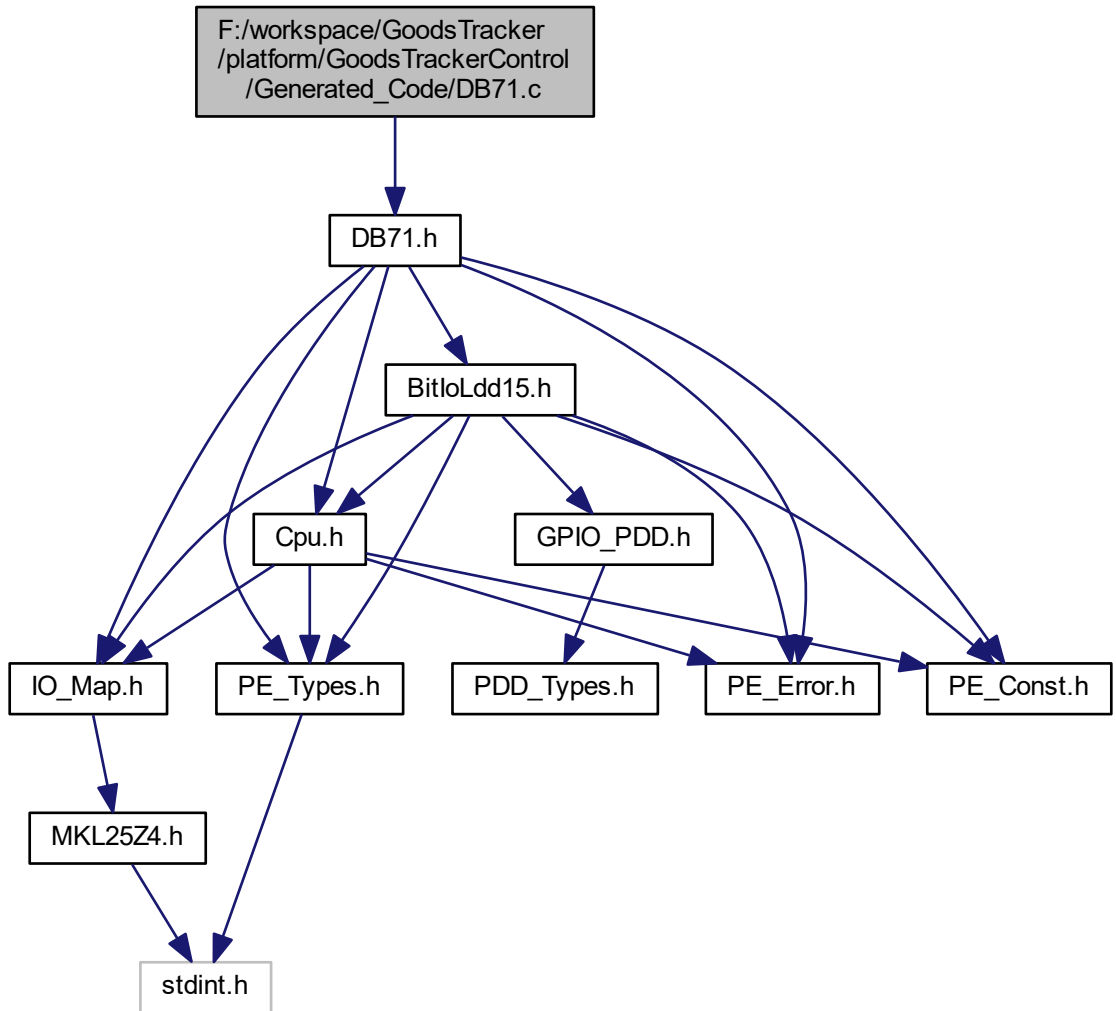 F:/workspace/GoodsTracker
/platform/GoodsTrackerControl
/Generated_Code/DB71.c
DB71.h
BitIoLdd15.h
Cpu.h
GPIO_PDD.h
IO_Map.h
PE_Types.h
PDD_Types.h
PE_Error.h
PE_Const.h
MKL25Z4.h
stdint.h